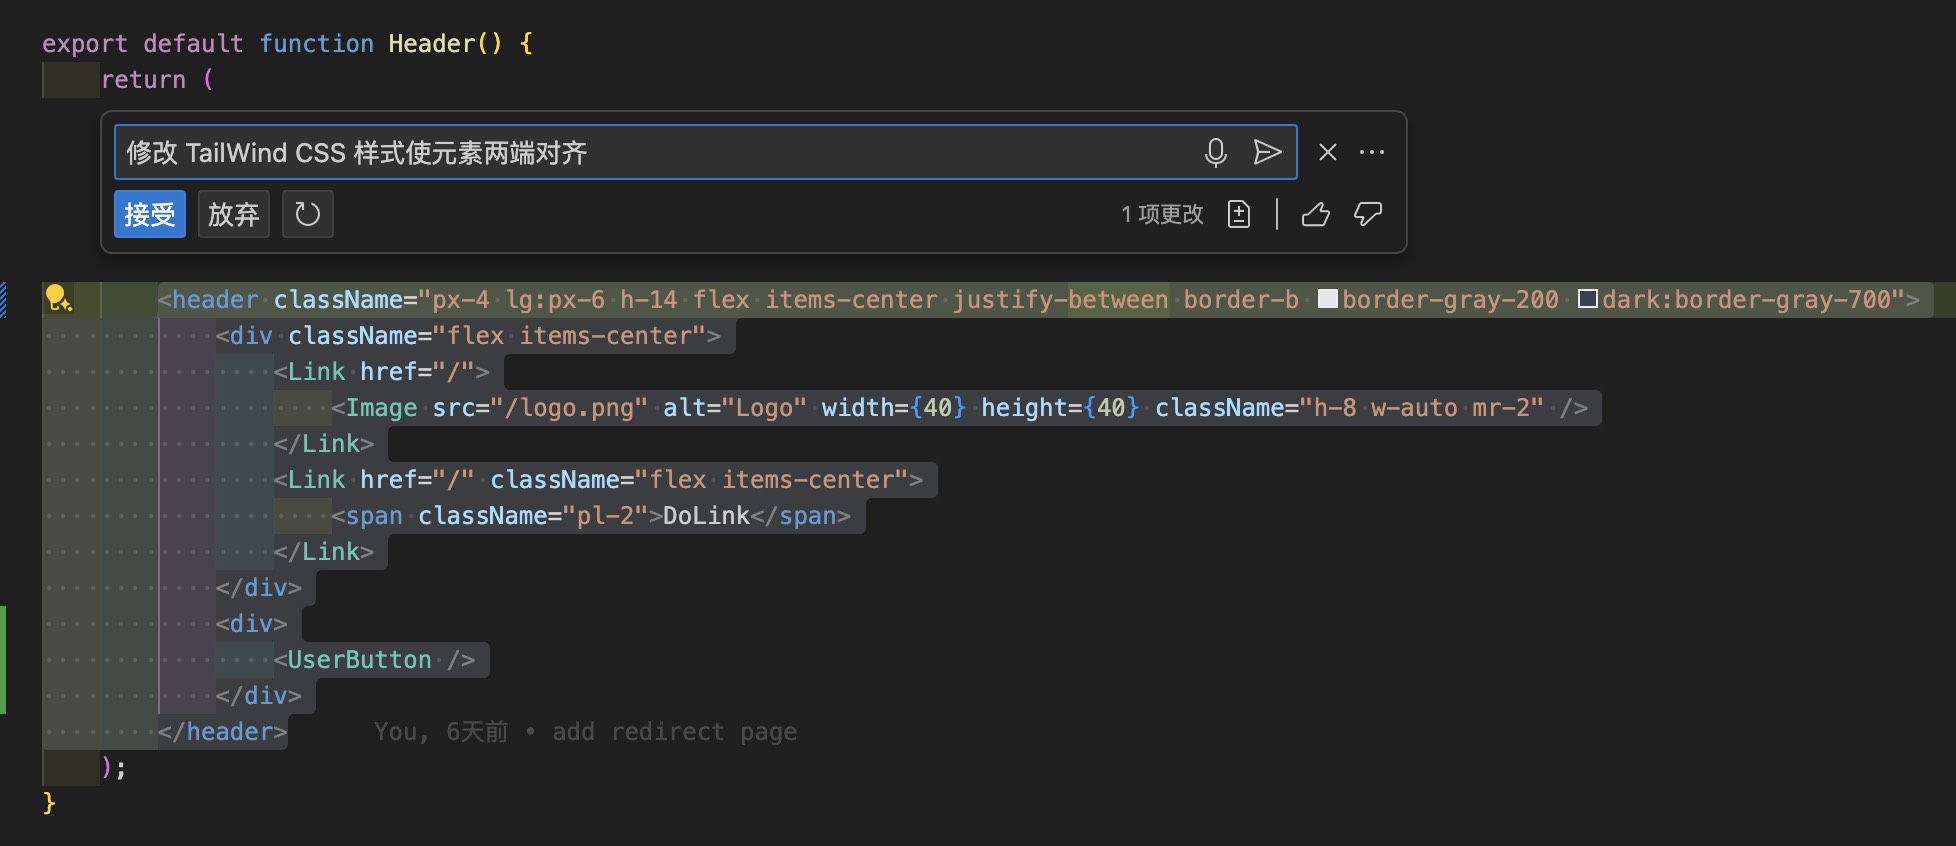 export default function Header() {
return (
修改 TailWind CSS 样式使元素两端对齐
接受 放弃 1 项更改
<header className="px-4 lg:px-6 h-14 flex items-center justify-between border-b border-gray-200 dark:border-gray-700">
<div className="flex items-center">
<Link href="/">
<Image src="/logo.png" alt="Logo" width={40} height={40} className="h-8 w-auto mr-2" />
</Link>
<Link href="/" className="flex items-center">
<span className="pl-2">DoLink</span>
</Link>
</div>
<div>
<UserButton />
</div>
</header> You, 6天前 • add redirect page
);
}